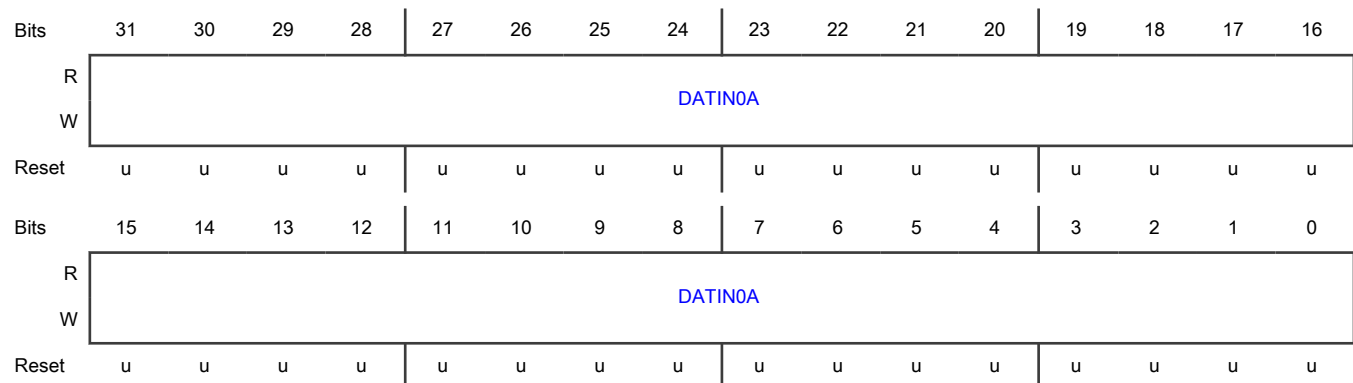 Bits 31 30 29 28 27 26 25 24 23 22 21 20 19 18 17 16
R
DATIN0A
W
Reset u u u u u u u u u u u u u u u u
Bits 15 14 13 12 11 10 9 8 7 6 5 4 3 2 1 0
R
DATIN0A
W
Reset u u u u u u u u u u u u u u u u